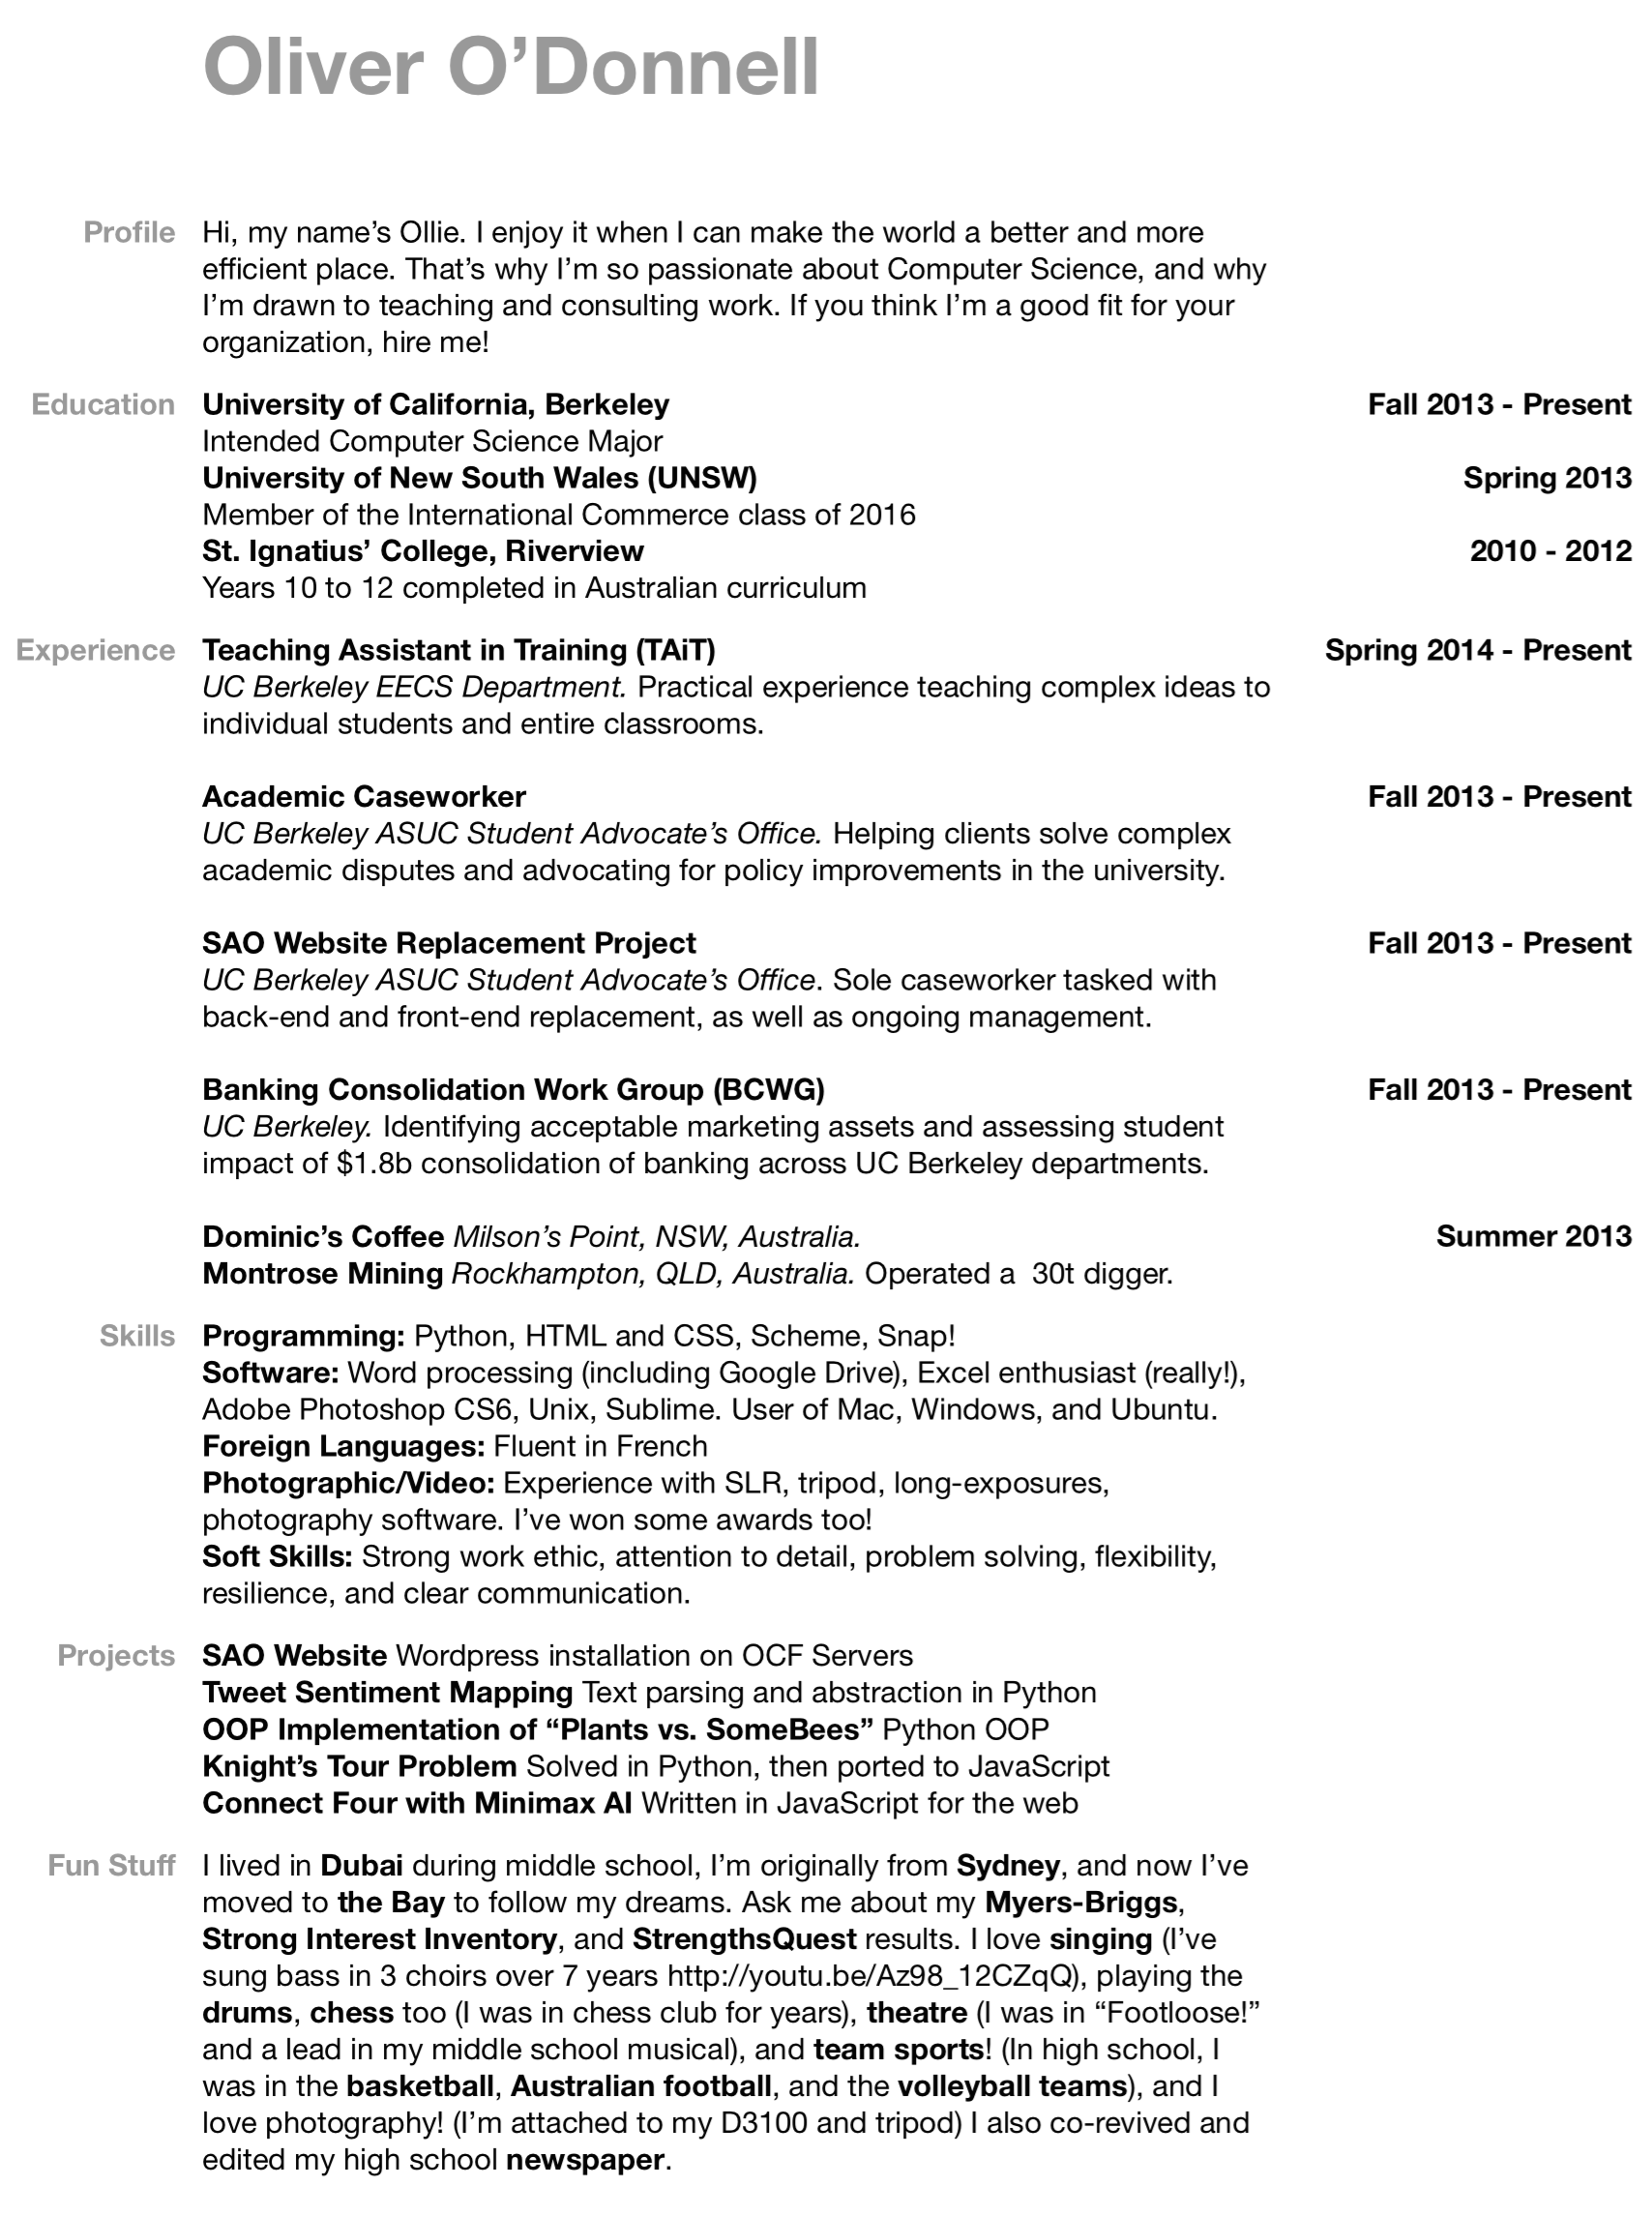 Oliver O’Donnell
Profile
Hi, my name’s Ollie. I enjoy it when I can make the world a better and more
efficient place. That’s why I’m so passionate about Computer Science, and why
I’m drawn to teaching and consulting work. If you think I’m a good fit for your
organization, hire me!
Education
University of California, Berkeley Fall 2013 - Present
Intended Computer Science Major
University of New South Wales (UNSW) Spring 2013
Member of the International Commerce class of 2016
St. Ignatius’ College, Riverview 2010 - 2012
Years 10 to 12 completed in Australian curriculum
Experience
Teaching Assistant in Training (TAiT) Spring 2014 - Present
UC Berkeley EECS Department. Practical experience teaching complex ideas to
individual students and entire classrooms.
Academic Caseworker Fall 2013 - Present
UC Berkeley ASUC Student Advocate’s Office. Helping clients solve complex
academic disputes and advocating for policy improvements in the university.
SAO Website Replacement Project Fall 2013 - Present
UC Berkeley ASUC Student Advocate’s Office. Sole caseworker tasked with
back-end and front-end replacement, as well as ongoing management.
Banking Consolidation Work Group (BCWG) Fall 2013 - Present
UC Berkeley. Identifying acceptable marketing assets and assessing student
impact of $1.8b consolidation of banking across UC Berkeley departments.
Dominic’s Coffee Milson’s Point, NSW, Australia. Summer 2013
Montrose Mining Rockhampton, QLD, Australia. Operated a  30t digger.
Skills
Programming: Python, HTML and CSS, Scheme, Snap!
Software: Word processing (including Google Drive), Excel enthusiast (really!),
Adobe Photoshop CS6, Unix, Sublime. User of Mac, Windows, and Ubuntu.
Foreign Languages: Fluent in French
Photographic/Video: Experience with SLR, tripod, long-exposures,
photography software. I’ve won some awards too!
Soft Skills: Strong work ethic, attention to detail, problem solving, flexibility,
resilience, and clear communication.
Projects
SAO Website Wordpress installation on OCF Servers
Tweet Sentiment Mapping Text parsing and abstraction in Python
OOP Implementation of “Plants vs. SomeBees” Python OOP
Knight’s Tour Problem Solved in Python, then ported to JavaScript
Connect Four with Minimax AI Written in JavaScript for the web
Fun Stuff
I lived in Dubai during middle school, I’m originally from Sydney, and now I’ve
moved to the Bay to follow my dreams. Ask me about my Myers-Briggs,
Strong Interest Inventory, and StrengthsQuest results. I love singing (I’ve
sung bass in 3 choirs over 7 years http://youtu.be/Az98_12CZqQ), playing the
drums, chess too (I was in chess club for years), theatre (I was in “Footloose!”
and a lead in my middle school musical), and team sports! (In high school, I
was in the basketball, Australian football, and the volleyball teams), and I
love photography! (I’m attached to my D3100 and tripod) I also co-revived and
edited my high school newspaper.